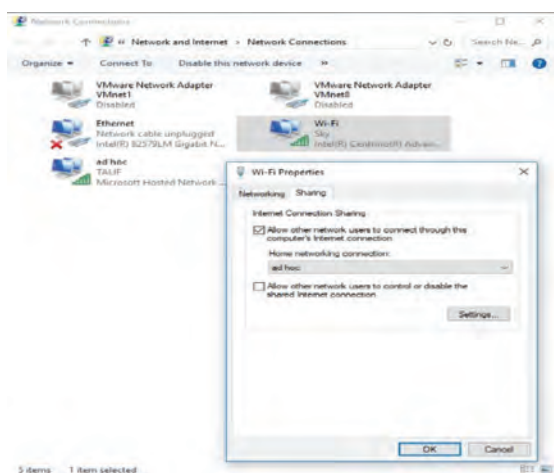 Network Connections
Network and Internet › Network Connections
Search Ne...
Organize
Connect To
Disable this network device
»
VMware Network Adapter
VMnet1
Disabled
VMware Network Adapter
VMnet8
Disabled
Ethernet
Network cable unplugged
Intel(R) 82579LM Gigabit N...
Wi-Fi
Sky
Intel(R) Centrino(R) Advan...
ad hoc
Microsoft Hosted Network ...
Wi-Fi Properties
Networking
Sharing
Internet Connection Sharing
Allow other network users to connect through this
computer's Internet connection
Home networking connection:
ad hoc
Allow other network users to control or disable the
shared Internet connection
Settings...
OK
Cancel
5 items
1 item selected